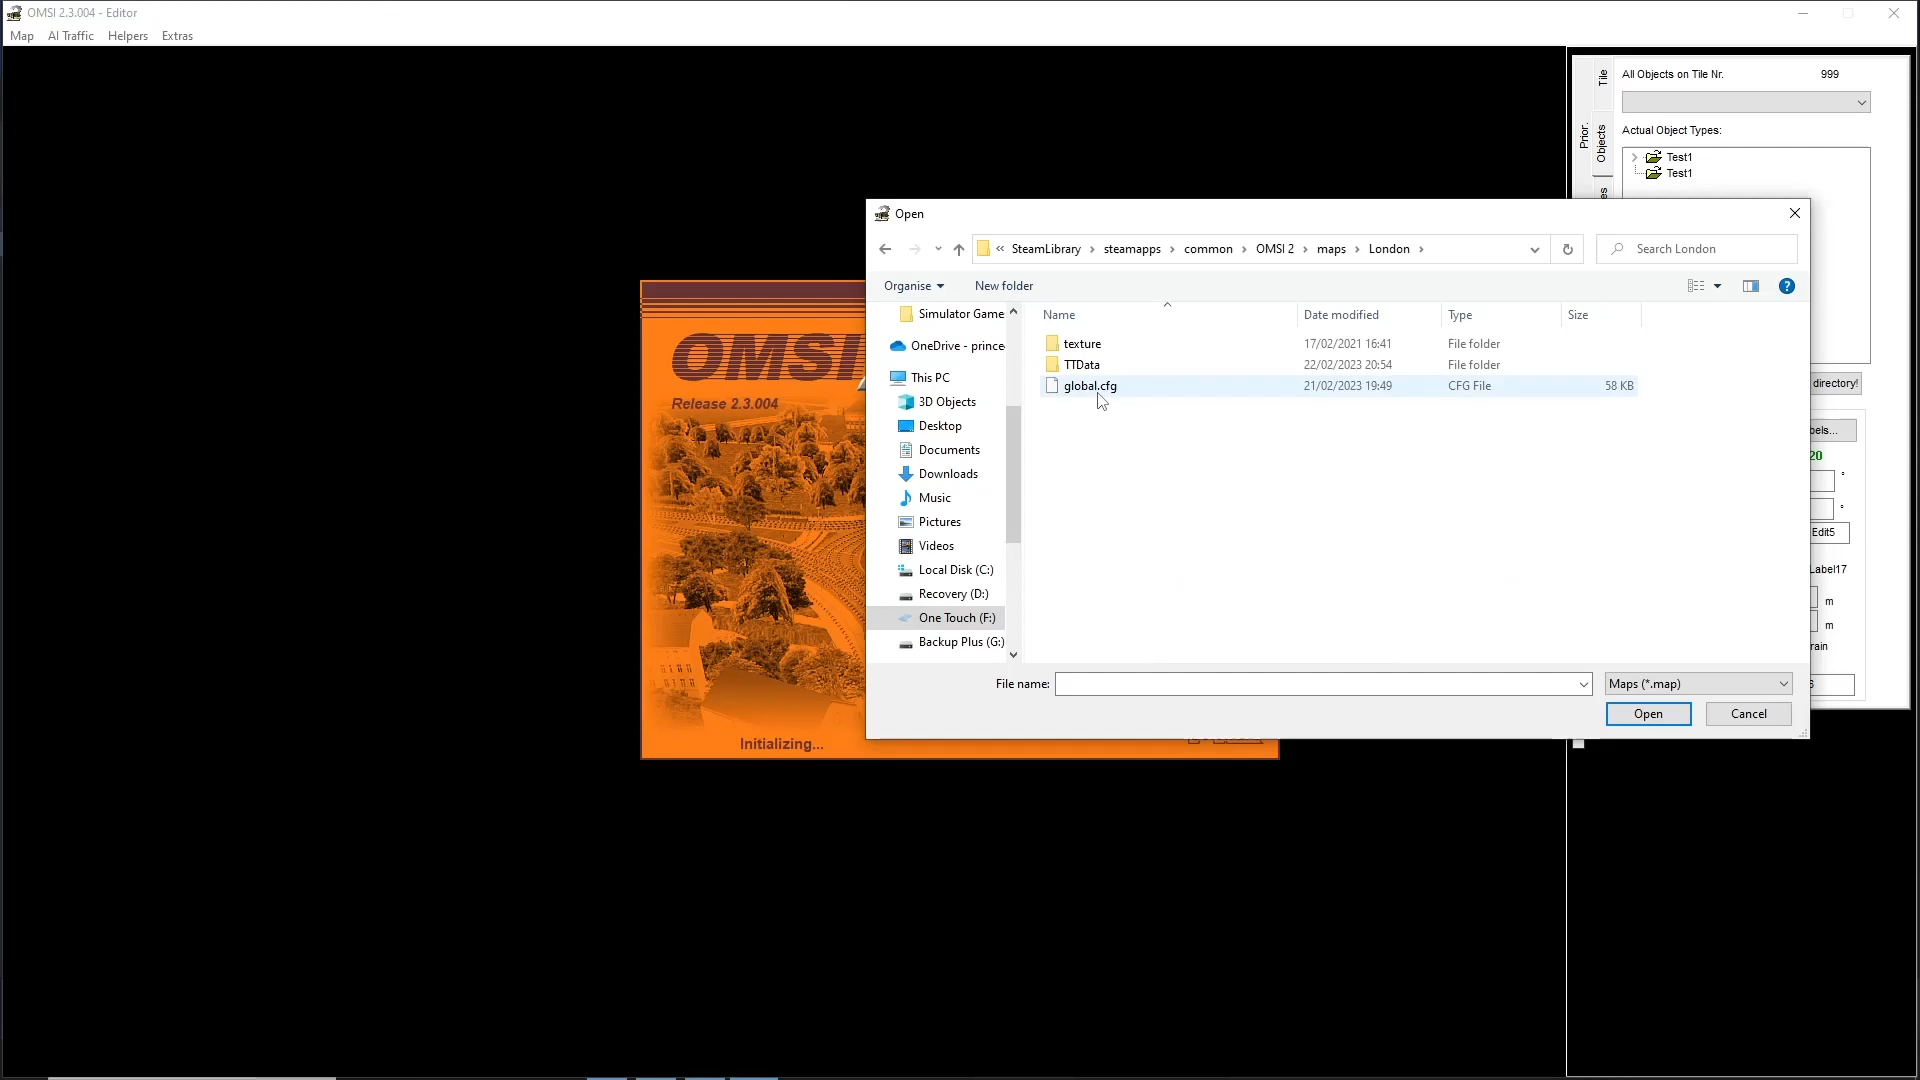 OMSI 2.3.004 - Editor
Map AI Traffic Helpers Extras
Tile
Prior.
Objects
All Objects on Tile Nr. 999
Actual Object Types:
Test1
Test1
directory!
20
Edit5
Label17
m
m
Open
« SteamLibrary › steamapps › common › OMSI 2 › maps › London ›
Search London
Organise New folder
Simulator Game
OneDrive - prince
This PC
3D Objects
Desktop
Documents
Downloads
Music
Pictures
Videos
Local Disk (C:)
Recovery (D:)
One Touch (F:)
Backup Plus (G:)
Name Date modified Type Size
texture 17/02/2021 16:41 File folder
TTData 22/02/2023 20:54 File folder
global.cfg 21/02/2023 19:49 CFG File 58 KB
File name: Maps (*.map)
Open Cancel
OMSI
Release 2.3.004
Initializing...